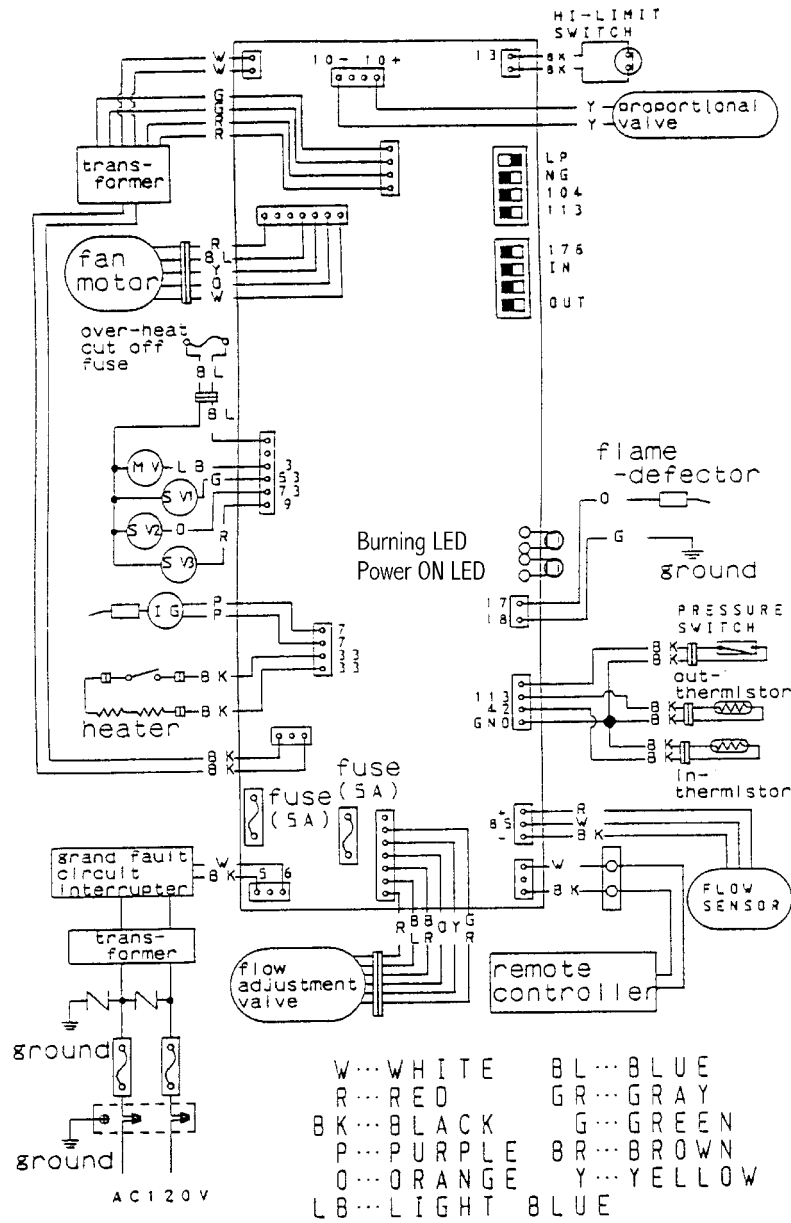 HI-LIMIT
SWITCH
10- 10+
13
BK
BK
W
W
G
G
R
R
Y
Y
proportional
valve
trans-
former
LP
NG
104
113
176
IN
OUT
fan
motor
R
BL
Y
O
W
over-heat
cut off
fuse
BL
BL
MV
LB
3
G
53
SV1
73
9
SV2
O
R
SV3
flame
-defector
O
G
ground
Burning LED
Power ON LED
17
18
IG
P
P
7
7
33
33
BK
BK
heater
PRESSURE
SWITCH
BK
BK
out-
thermistor
113
42
GND
BK
BK
BK
BK
in-
thermistor
BK
BK
fuse
(5A)
fuse
(5A)
+
85
-
R
W
BK
FLOW
SENSOR
grand fault
circuit
interrupter
W
BK
5 6
W
BK
trans-
former
R BL BR O Y GR
flow
adjustment
valve
remote
controller
ground
ground
AC120V
W···WHITE BL···BLUE
R···RED GR···GRAY
BK···BLACK G···GREEN
P···PURPLE BR···BROWN
O···ORANGE Y···YELLOW
LB···LIGHT BLUE